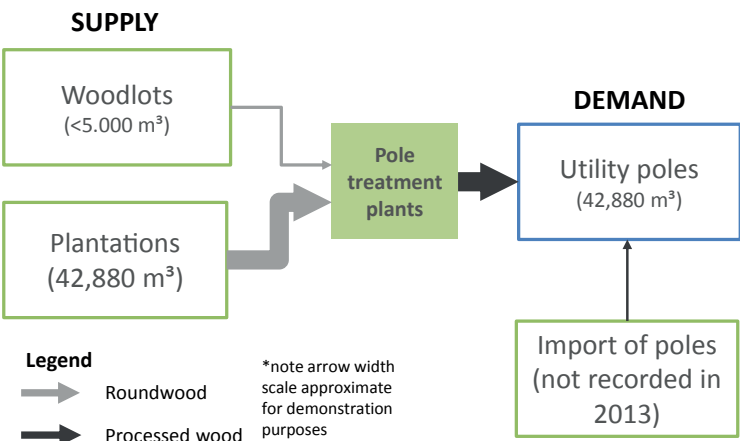 SUPPLY
Woodlots
(<5.000 m³)
Plantations
(42,880 m³)
Pole
treatment
plants
DEMAND
Utility poles
(42,880 m³)
Import of poles
(not recorded in
2013)
Legend
Roundwood
Processed wood
*note arrow width
scale approximate
for demonstration
purposes